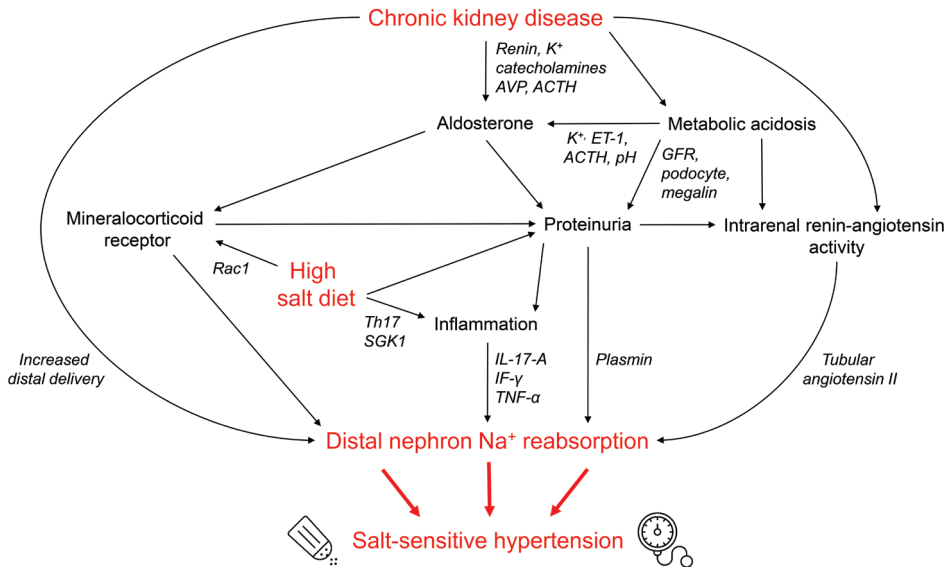 Chronic kidney disease
Renin, K⁺
catecholamines
AVP, ACTH
Aldosterone
Metabolic acidosis
K⁺, ET-1,
ACTH, pH
GFR,
podocyte,
megalin
Mineralocorticoid
receptor
Proteinuria
Intrarenal renin-angiotensin
activity
Rac1
High
salt diet
Th17
SGK1
Inflammation
Increased
distal delivery
IL-17-A
IF-γ
TNF-α
Plasmin
Tubular
angiotensin II
Distal nephron Na⁺ reabsorption
Salt-sensitive hypertension